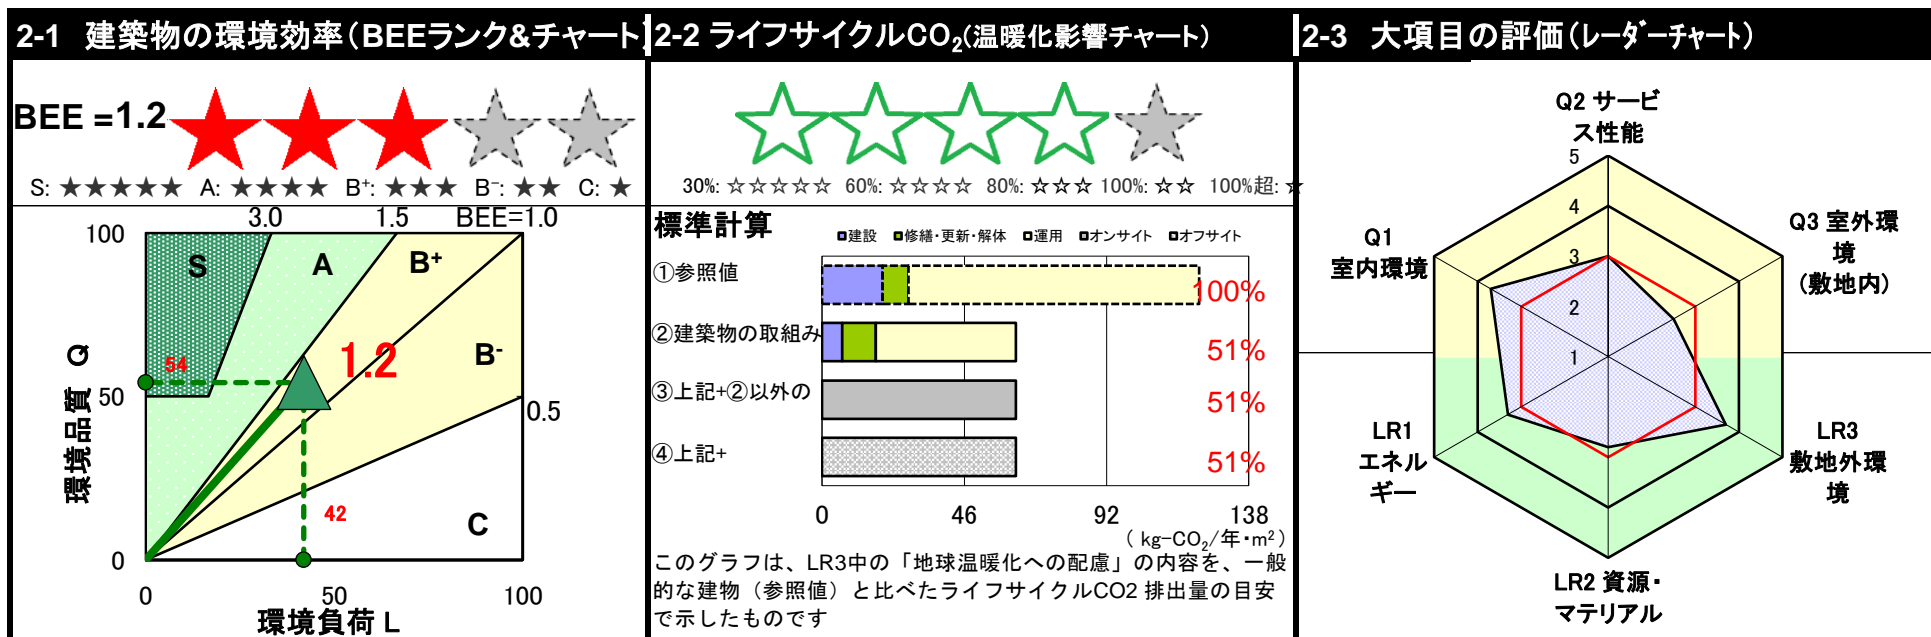 2-1 建築物の環境効率(BEEランク&チャート)
BEE =1.2
S: ★★★★★ A: ★★★★ B⁺: ★★★ B⁻: ★★ C: ★
3.0 1.5 BEE=1.0
100
S A B⁺
環境品質 Q
54
1.2
B⁻
50
0.5
42
C
0
0 50 100
環境負荷 L
2-2 ライフサイクルCO₂(温暖化影響チャート)
30%: ☆☆☆☆☆ 60%: ☆☆☆☆ 80%: ☆☆☆ 100%: ☆☆ 100%超: ☆
標準計算
建設 修繕・更新・解体 運用 オンサイト オフサイト
①参照値
100%
②建築物の取組み
51%
③上記+②以外の
51%
④上記+
51%
0 46 92 138
( kg-CO₂/年・m²)
このグラフは、LR3中の「地球温暖化への配慮」の内容を、一般
的な建物(参照値)と比べたライフサイクルCO2 排出量の目安
で示したものです
2-3 大項目の評価(レーダーチャート)
Q2 サービ
ス性能
5
4
3
2
1
Q1
室内環境
Q3 室外環
境
(敷地内)
LR1
エネル
ギー
LR3
敷地外環
境
LR2 資源・
マテリアル